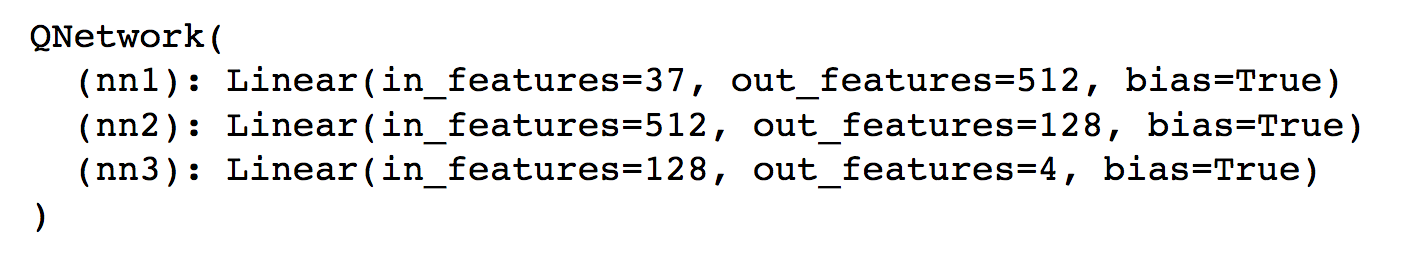 QNetwork(
  (nn1): Linear(in_features=37, out_features=512, bias=True)
  (nn2): Linear(in_features=512, out_features=128, bias=True)
  (nn3): Linear(in_features=128, out_features=4, bias=True)
)